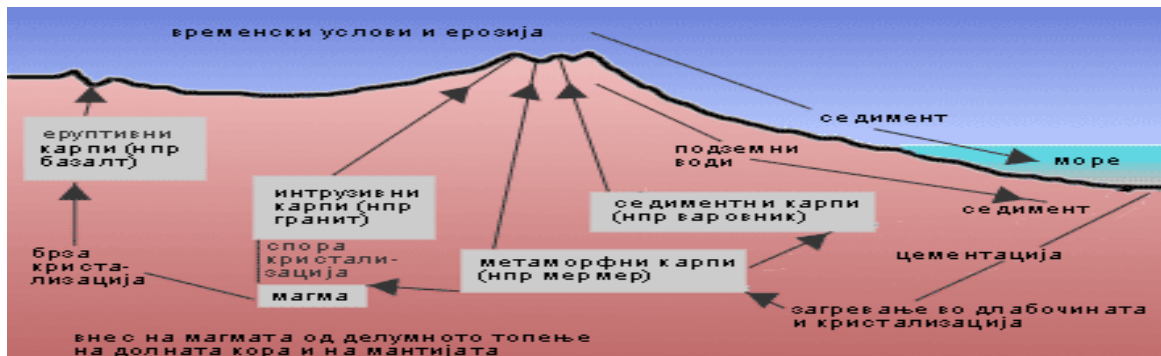 временски услови и ерозија
седимент
еруптивни
карпи (нпр
базалт)
подземни
води
море
интрузивни
карпи (нпр
гранит)
седиментни карпи
(нпр варовник)
седимент
спора
кристали-
зација
брза
криста-
лизација
метаморфни карпи
(нпр мермер)
цементација
магма
загревање во длабочината
и кристализација
внес на магмата од делумното топење
на долната кора и на мантијата